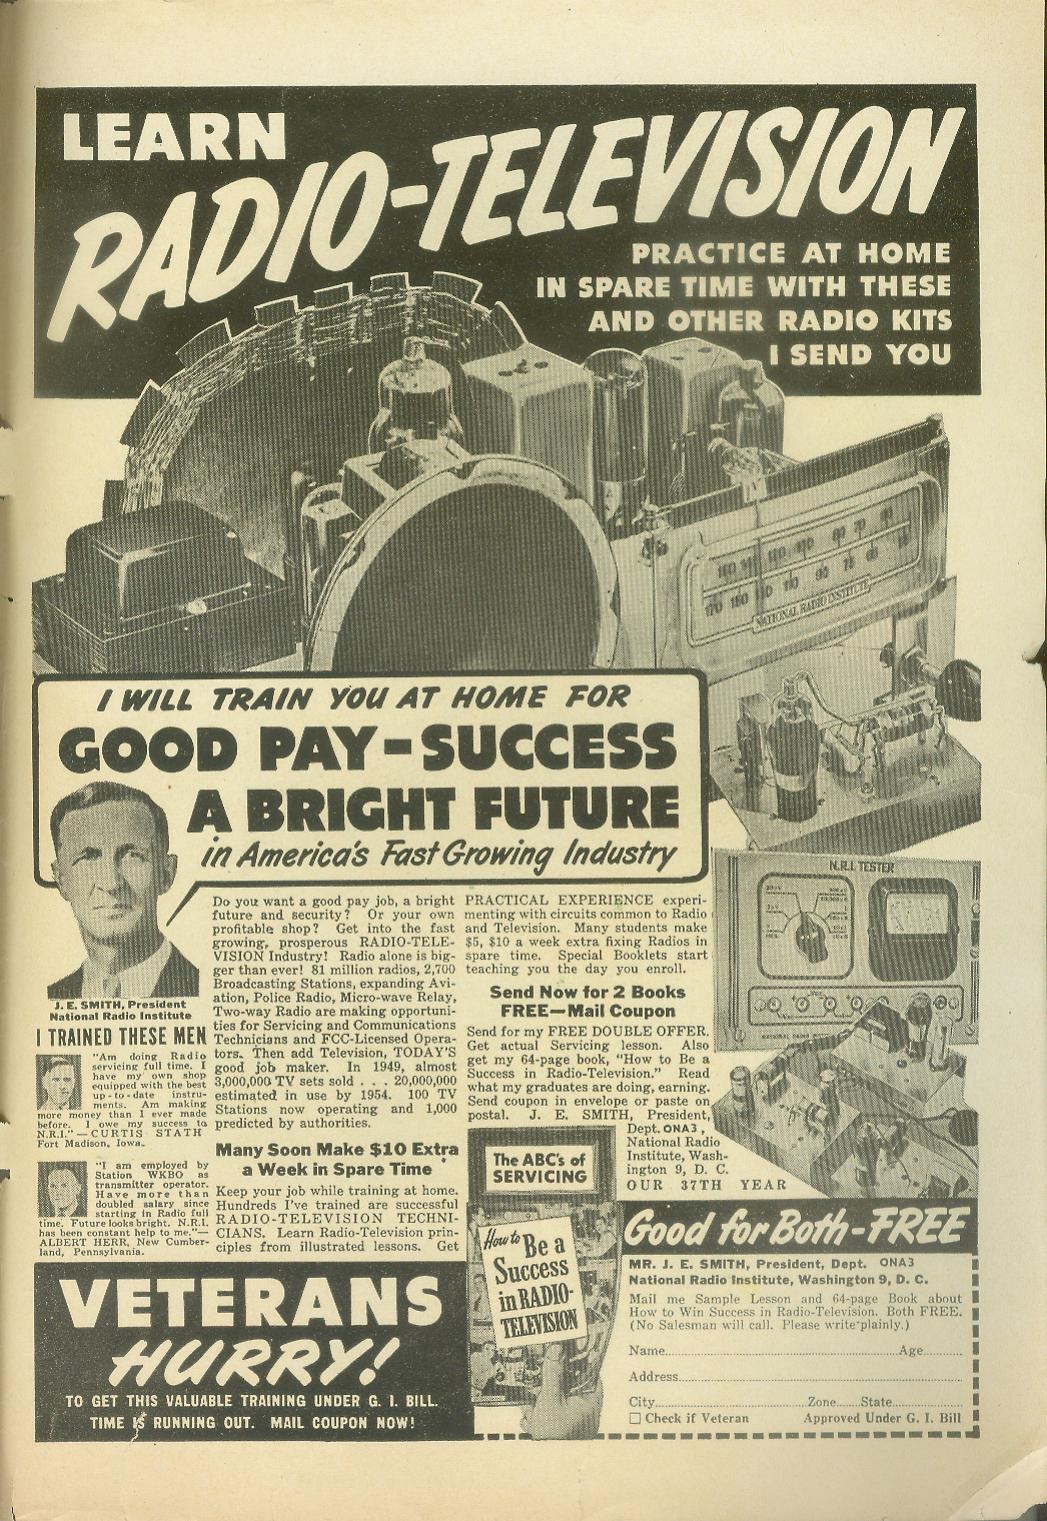 LEARN
RADIO-TELEVISION
PRACTICE AT HOME
IN SPARE TIME WITH THESE
AND OTHER RADIO KITS
I SEND YOU
NATIONAL RADIO INSTITUTE
I WILL TRAIN YOU AT HOME FOR
GOOD PAY-SUCCESS
A BRIGHT FUTURE
in America's Fast Growing Industry
N.R.I. TESTER
J. E. SMITH, President
National Radio Institute
I TRAINED THESE MEN
"Am doing Radio
servicing full time. I
have my own shop
equipped with the best
up-to-date instru-
ments. Am making
more money than I ever made
before. I owe my success to
N.R.I."—CURTIS STATH
Fort Madison, Iowa.
"I am employed by
Station WKBO as
transmitter operator.
Have more than
doubled salary since
starting in Radio full
time. Future looks bright. N.R.I.
has been constant help to me."—
ALBERT HERR, New Cumber-
land, Pennsylvania.
Do you want a good pay job, a bright
future and security? Or your own
profitable shop? Get into the fast
growing, prosperous RADIO-TELE-
VISION Industry! Radio alone is big-
ger than ever! 81 million radios, 2,700
Broadcasting Stations, expanding Avi-
ation, Police Radio, Micro-wave Relay,
Two-way Radio are making opportuni-
ties for Servicing and Communications
Technicians and FCC-Licensed Opera-
tors. Then add Television, TODAY'S
good job maker. In 1949, almost
3,000,000 TV sets sold . . . 20,000,000
estimated in use by 1954. 100 TV
Stations now operating and 1,000
predicted by authorities.
Many Soon Make $10 Extra
a Week in Spare Time
Keep your job while training at home.
Hundreds I've trained are successful
RADIO-TELEVISION TECHNI-
CIANS. Learn Radio-Television prin-
ciples from illustrated lessons. Get
PRACTICAL EXPERIENCE experi-
menting with circuits common to Radio
and Television. Many students make
$5, $10 a week extra fixing Radios in
spare time. Special Booklets start
teaching you the day you enroll.
Send Now for 2 Books
FREE—Mail Coupon
Send for my FREE DOUBLE OFFER.
Get actual Servicing lesson. Also
get my 64-page book, "How to Be a
Success in Radio-Television." Read
what my graduates are doing, earning.
Send coupon in envelope or paste on
postal. J. E. SMITH, President,
Dept. ONA3,
National Radio
Institute, Wash-
ington 9, D. C.
OUR 37TH YEAR
The ABC's of
SERVICING
How to
Be a
Success
in RADIO-
TELEVISION
VETERANS
HURRY!
TO GET THIS VALUABLE TRAINING UNDER G. I. BILL.
TIME IS RUNNING OUT. MAIL COUPON NOW!
Good for Both-FREE
MR. J. E. SMITH, President, Dept. ONA3
National Radio Institute, Washington 9, D. C.
Mail me Sample Lesson and 64-page Book about
How to Win Success in Radio-Television. Both FREE.
(No Salesman will call. Please write plainly.)
Name..........Age..........
Address..........
City..........Zone......State..........
☐ Check if Veteran Approved Under G. I. Bill